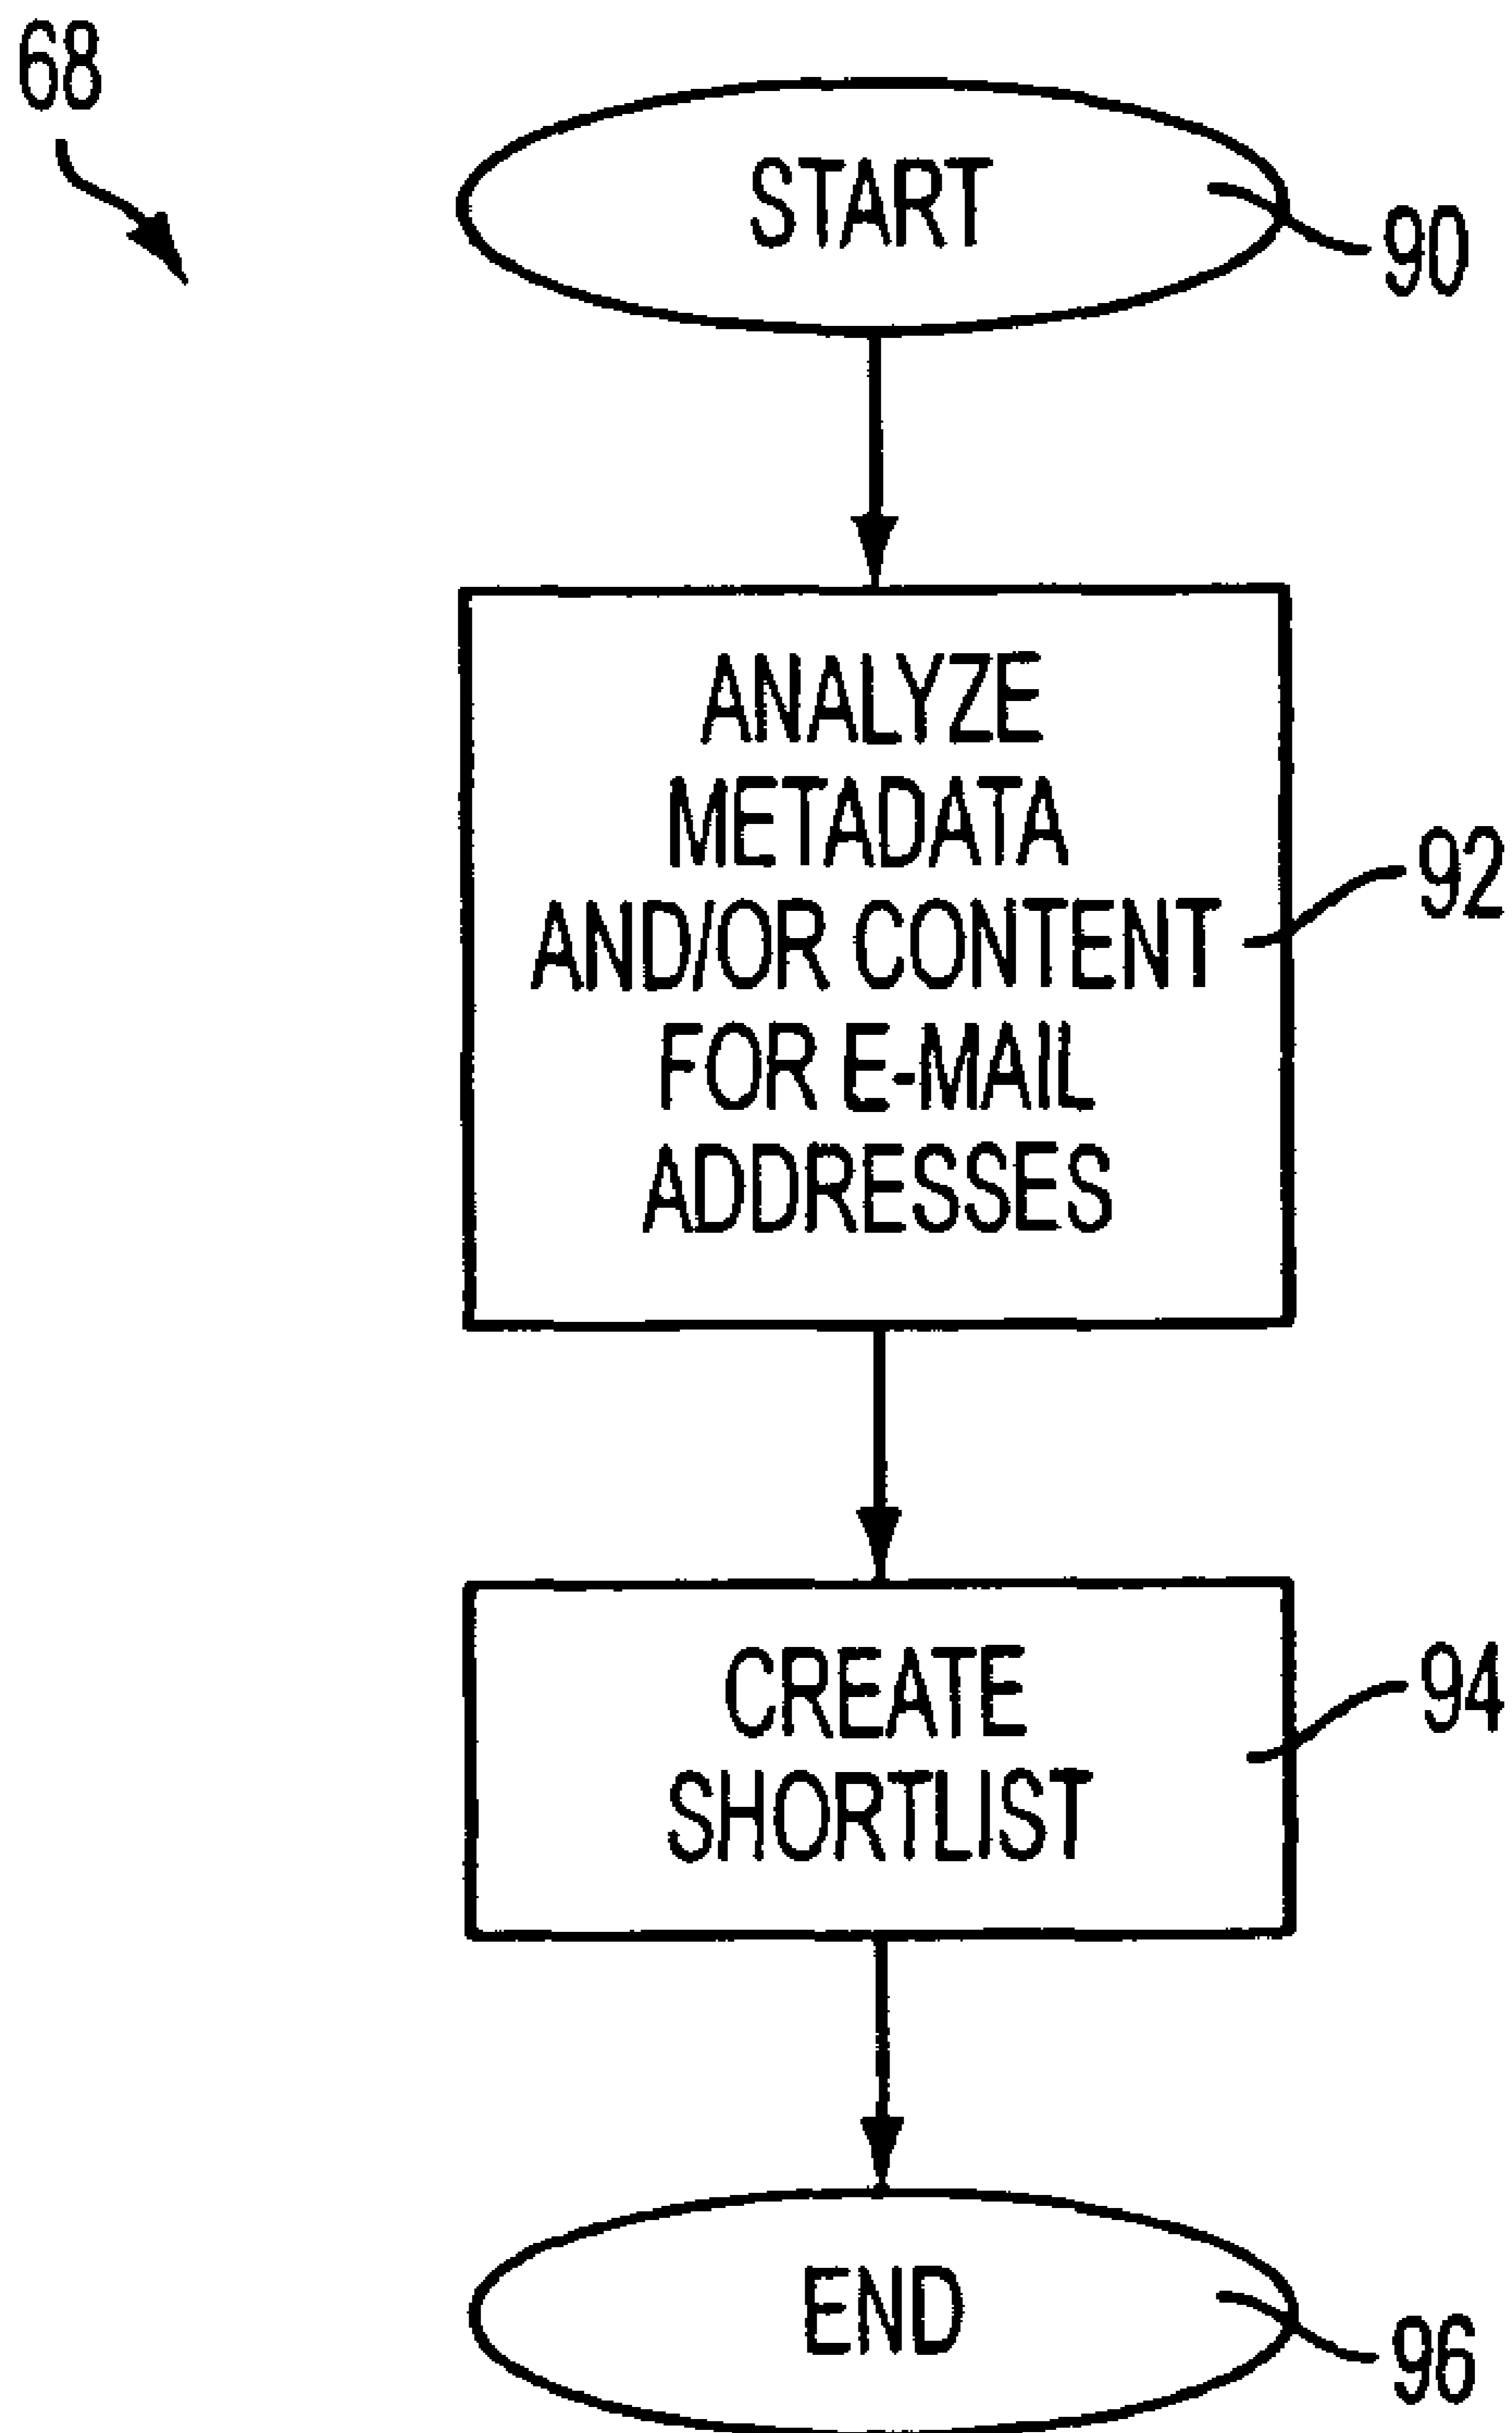 68
START
90
ANALYZE
METADATA
AND/OR CONTENT
FOR E-MAIL
ADDRESSES
92
CREATE
SHORTLIST
94
END
96